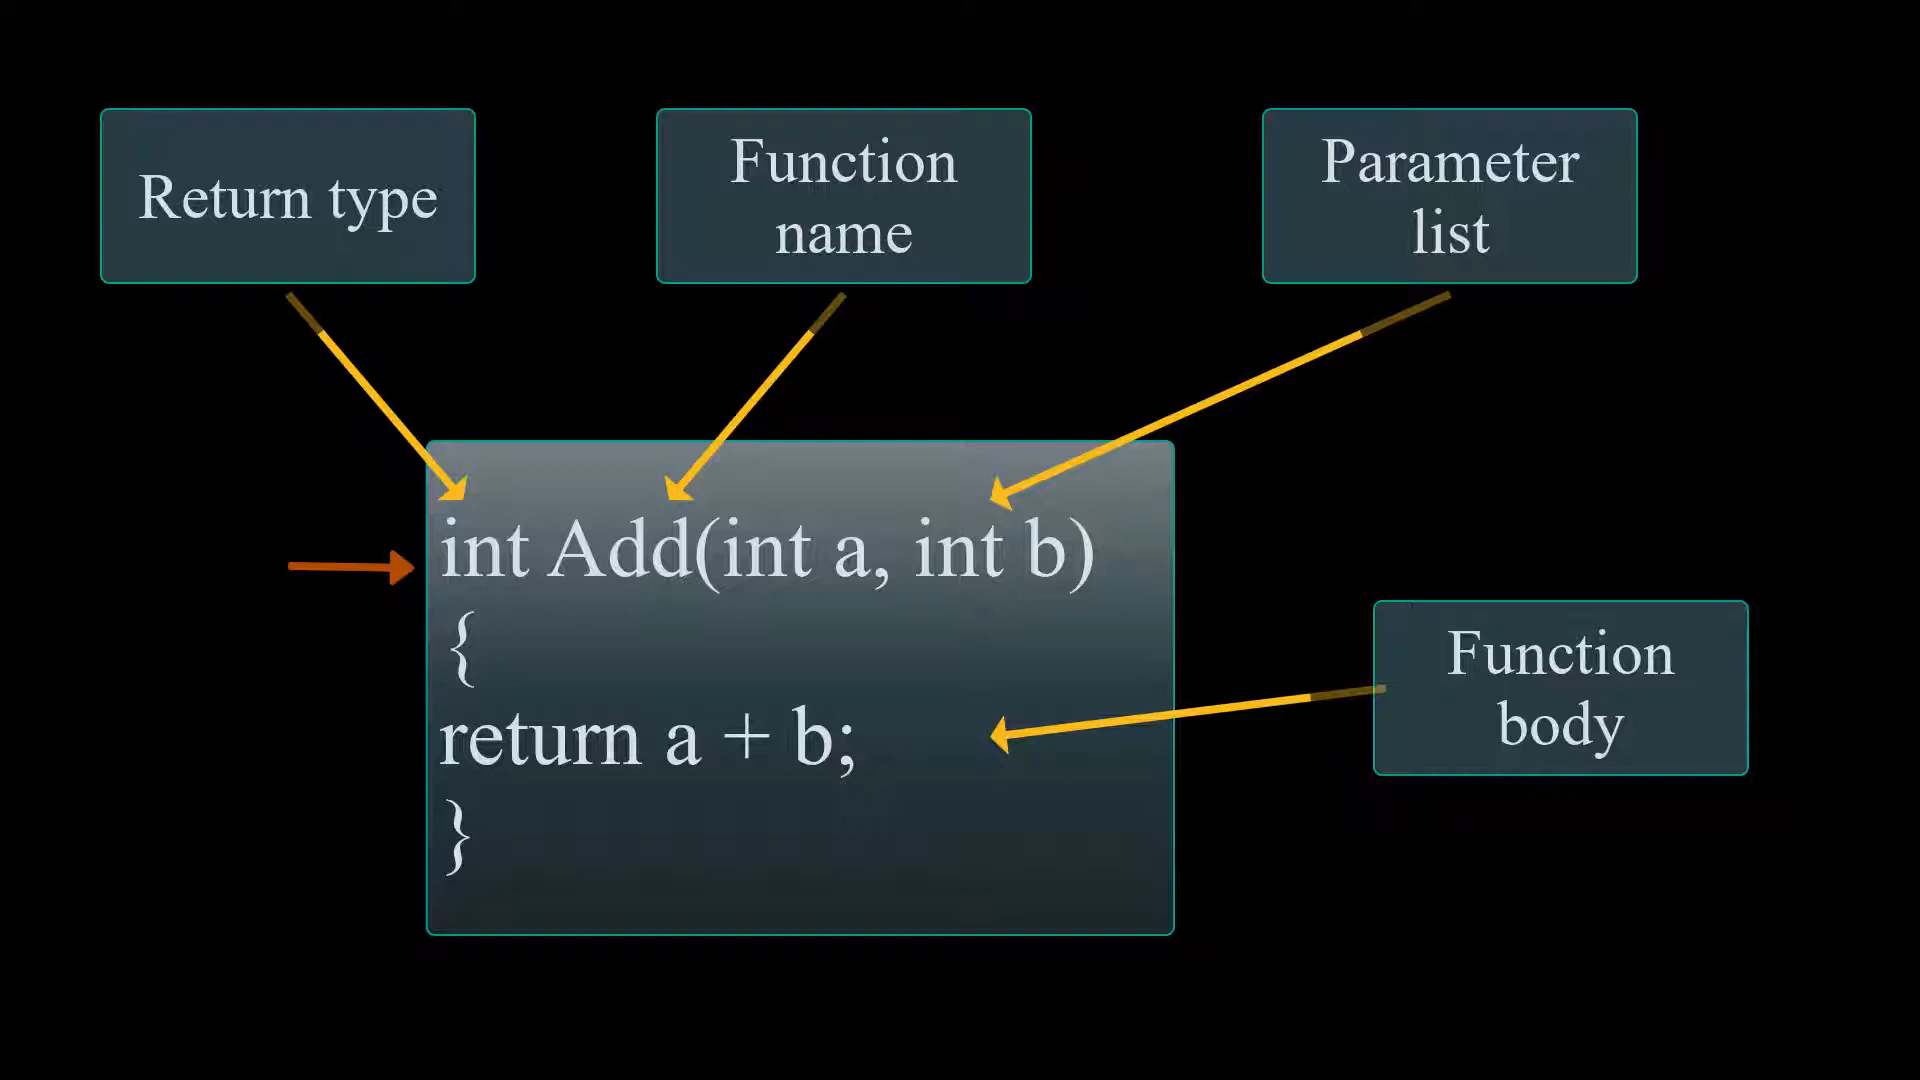 Return type
Function
name
Parameter
list
int Add(int a, int b)
{
return a + b;
}
Function
body